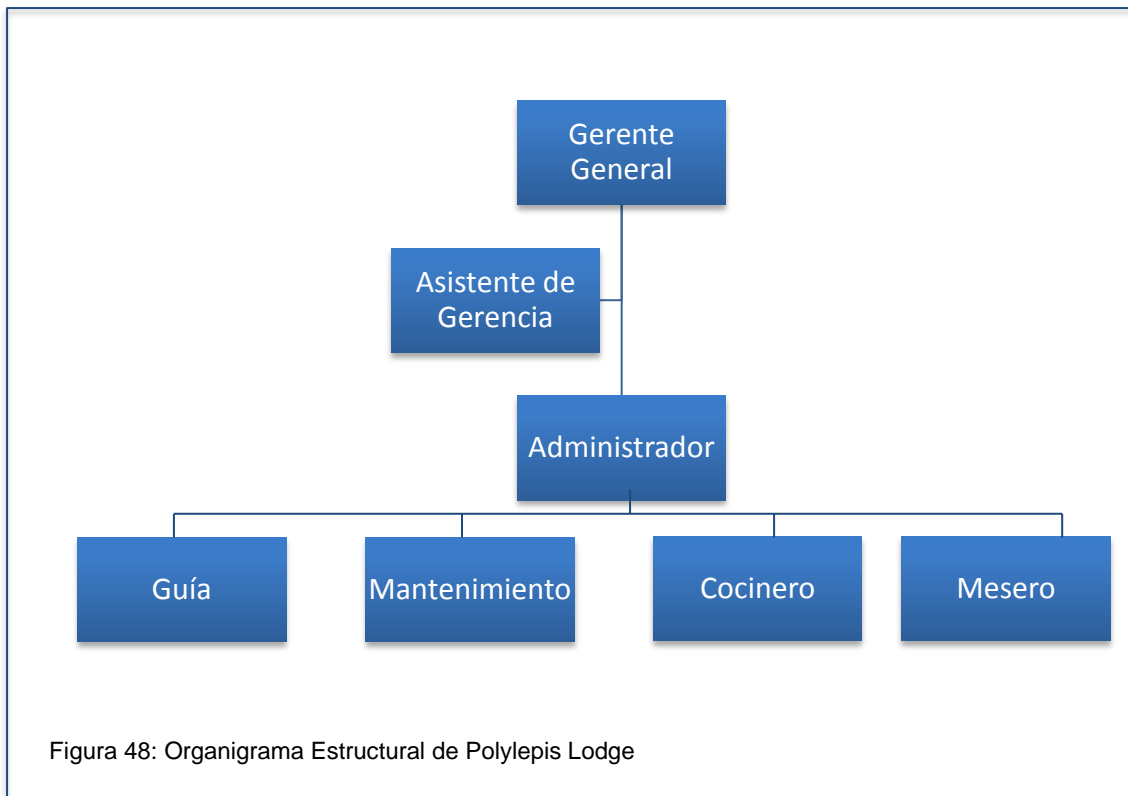 Gerente
General
Asistente de
Gerencia
Administrador
Guía
Mantenimiento
Cocinero
Mesero
Figura 48: Organigrama Estructural de Polylepis Lodge